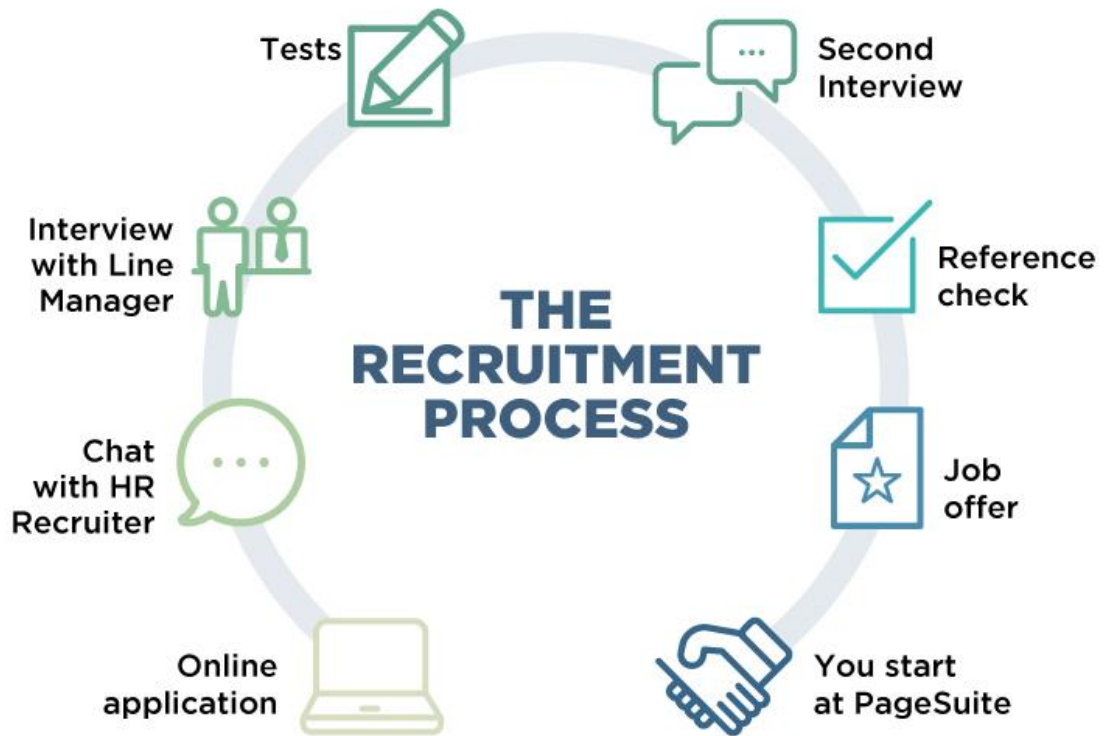 THE
RECRUITMENT
PROCESS
Online
application
Chat
with HR
Recruiter
Interview
with Line
Manager
Tests
Second
Interview
Reference
check
Job
offer
You start
at PageSuite